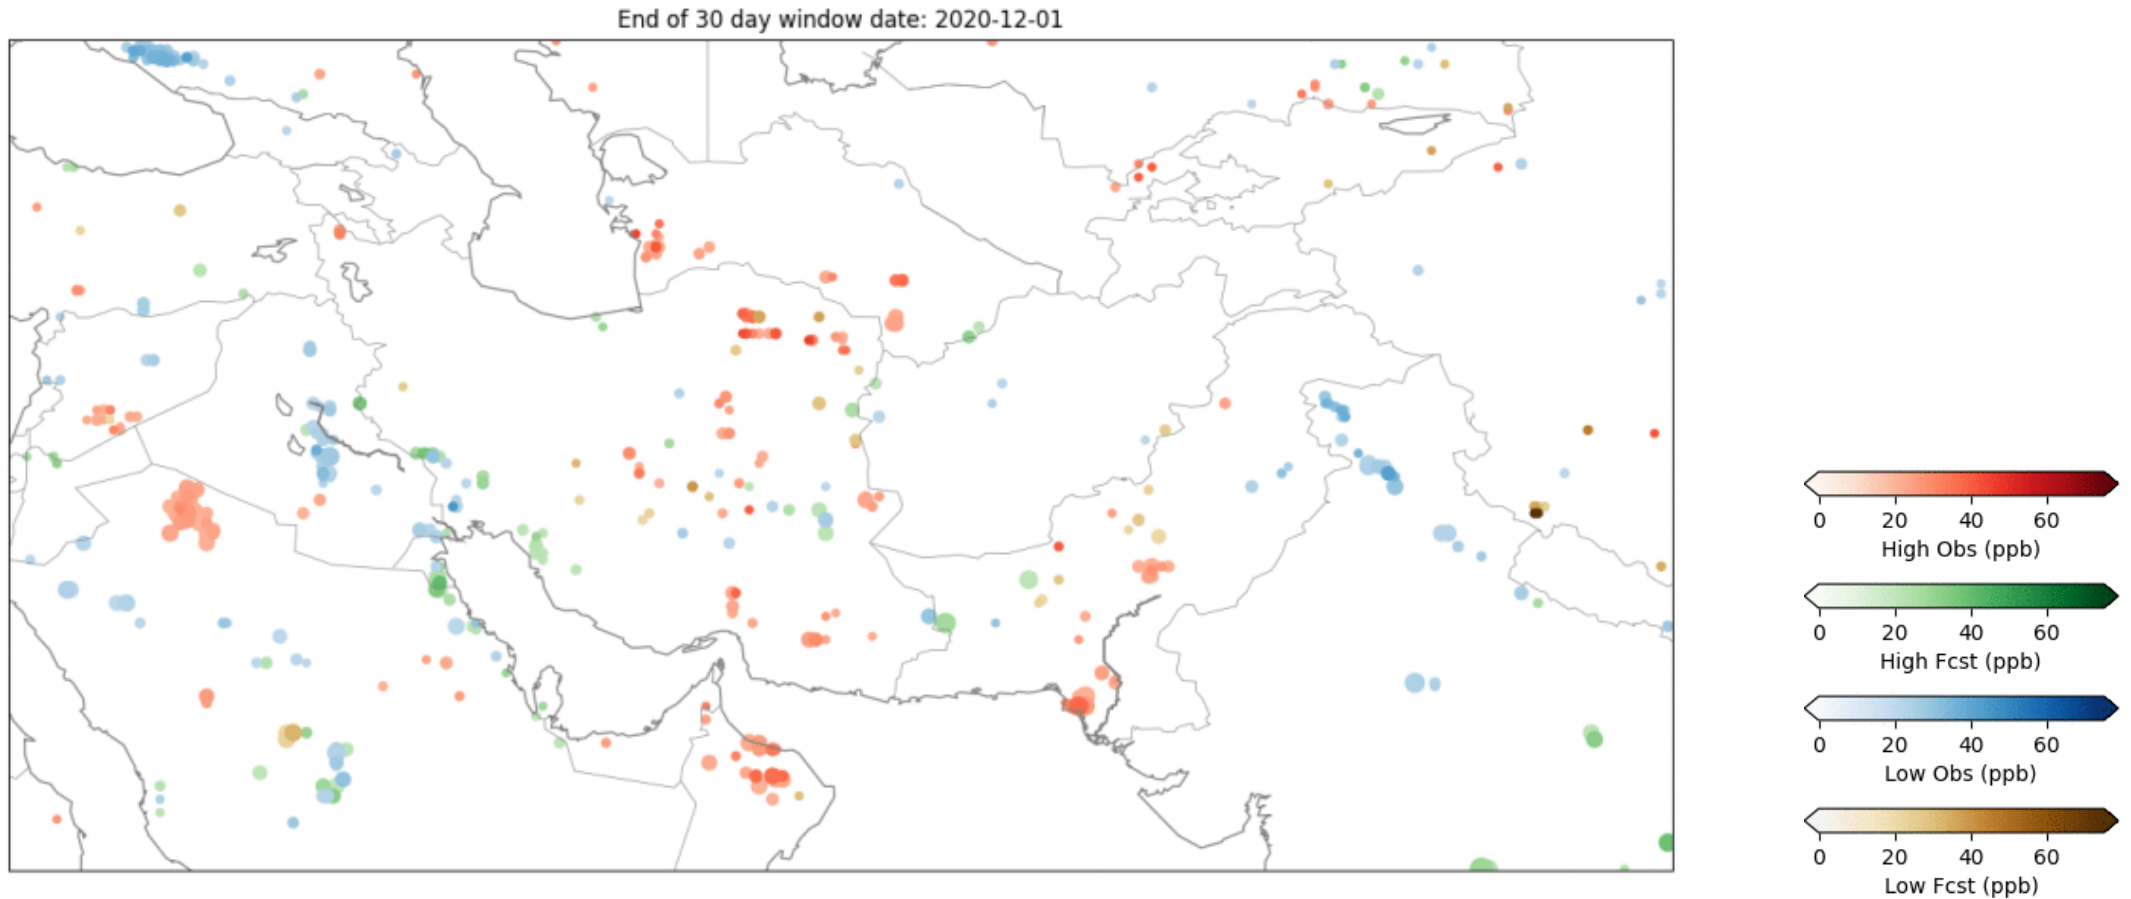 End of 30 day window date: 2020-12-01
0 20 40 60
High Obs (ppb)
0 20 40 60
High Fcst (ppb)
0 20 40 60
Low Obs (ppb)
0 20 40 60
Low Fcst (ppb)